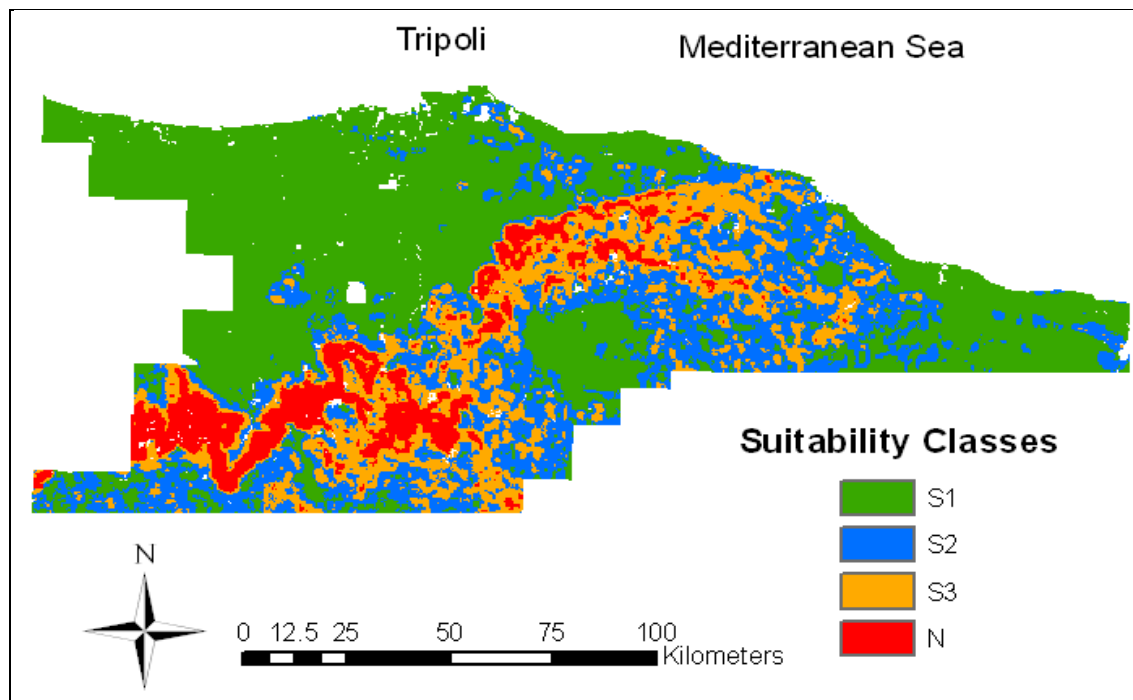 Tripoli
Mediterranean Sea
Suitability Classes
S1
S2
S3
N
N
0 12.5 25 50 75 100
Kilometers